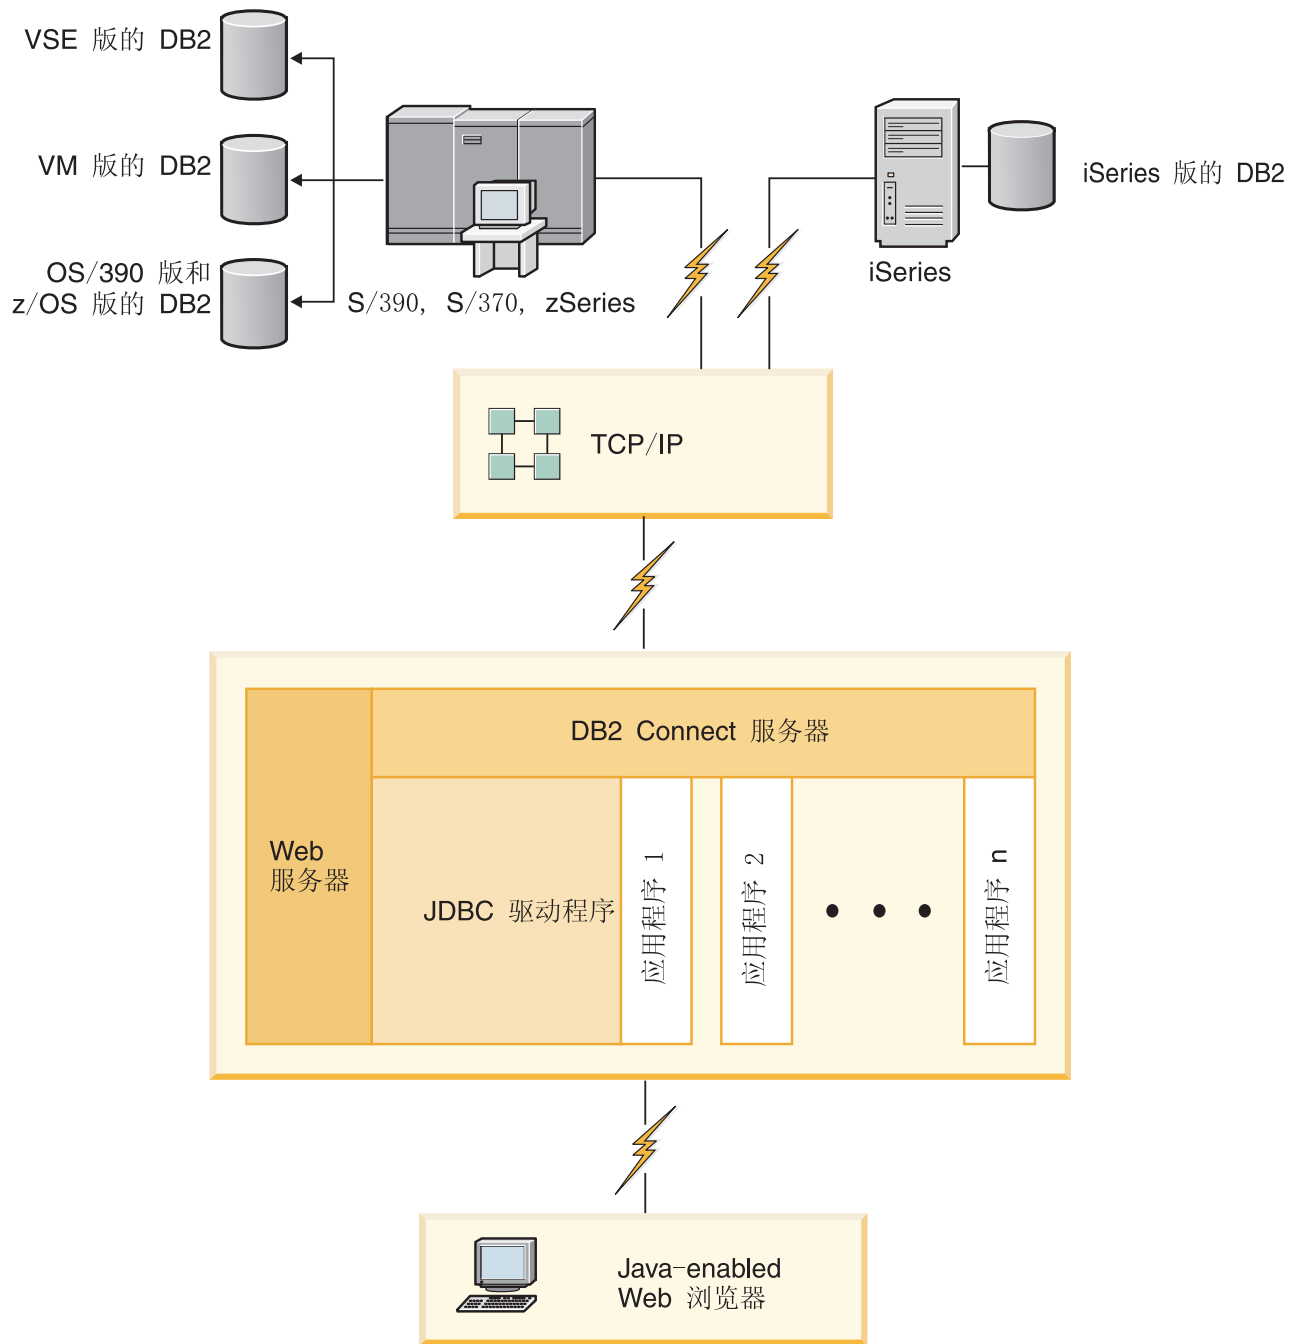 VSE 版的 DB2
VM 版的 DB2
OS/390 版和
z/OS 版的 DB2
S/390, S/370, zSeries
iSeries
iSeries 版的 DB2
TCP/IP
DB2 Connect 服务器
Web
服务器
JDBC 驱动程序
应用程序 1
应用程序 2
应用程序 n
Java-enabled
Web 浏览器